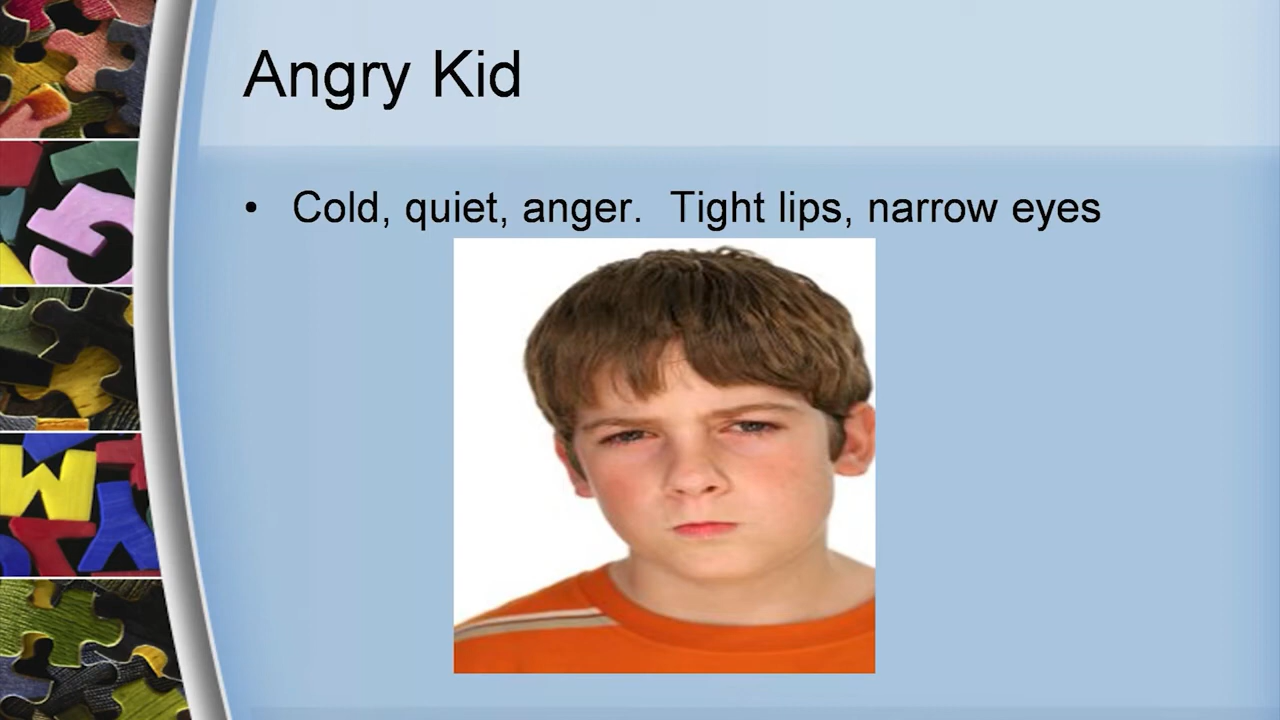 Angry Kid
• Cold, quiet, anger.  Tight lips, narrow eyes